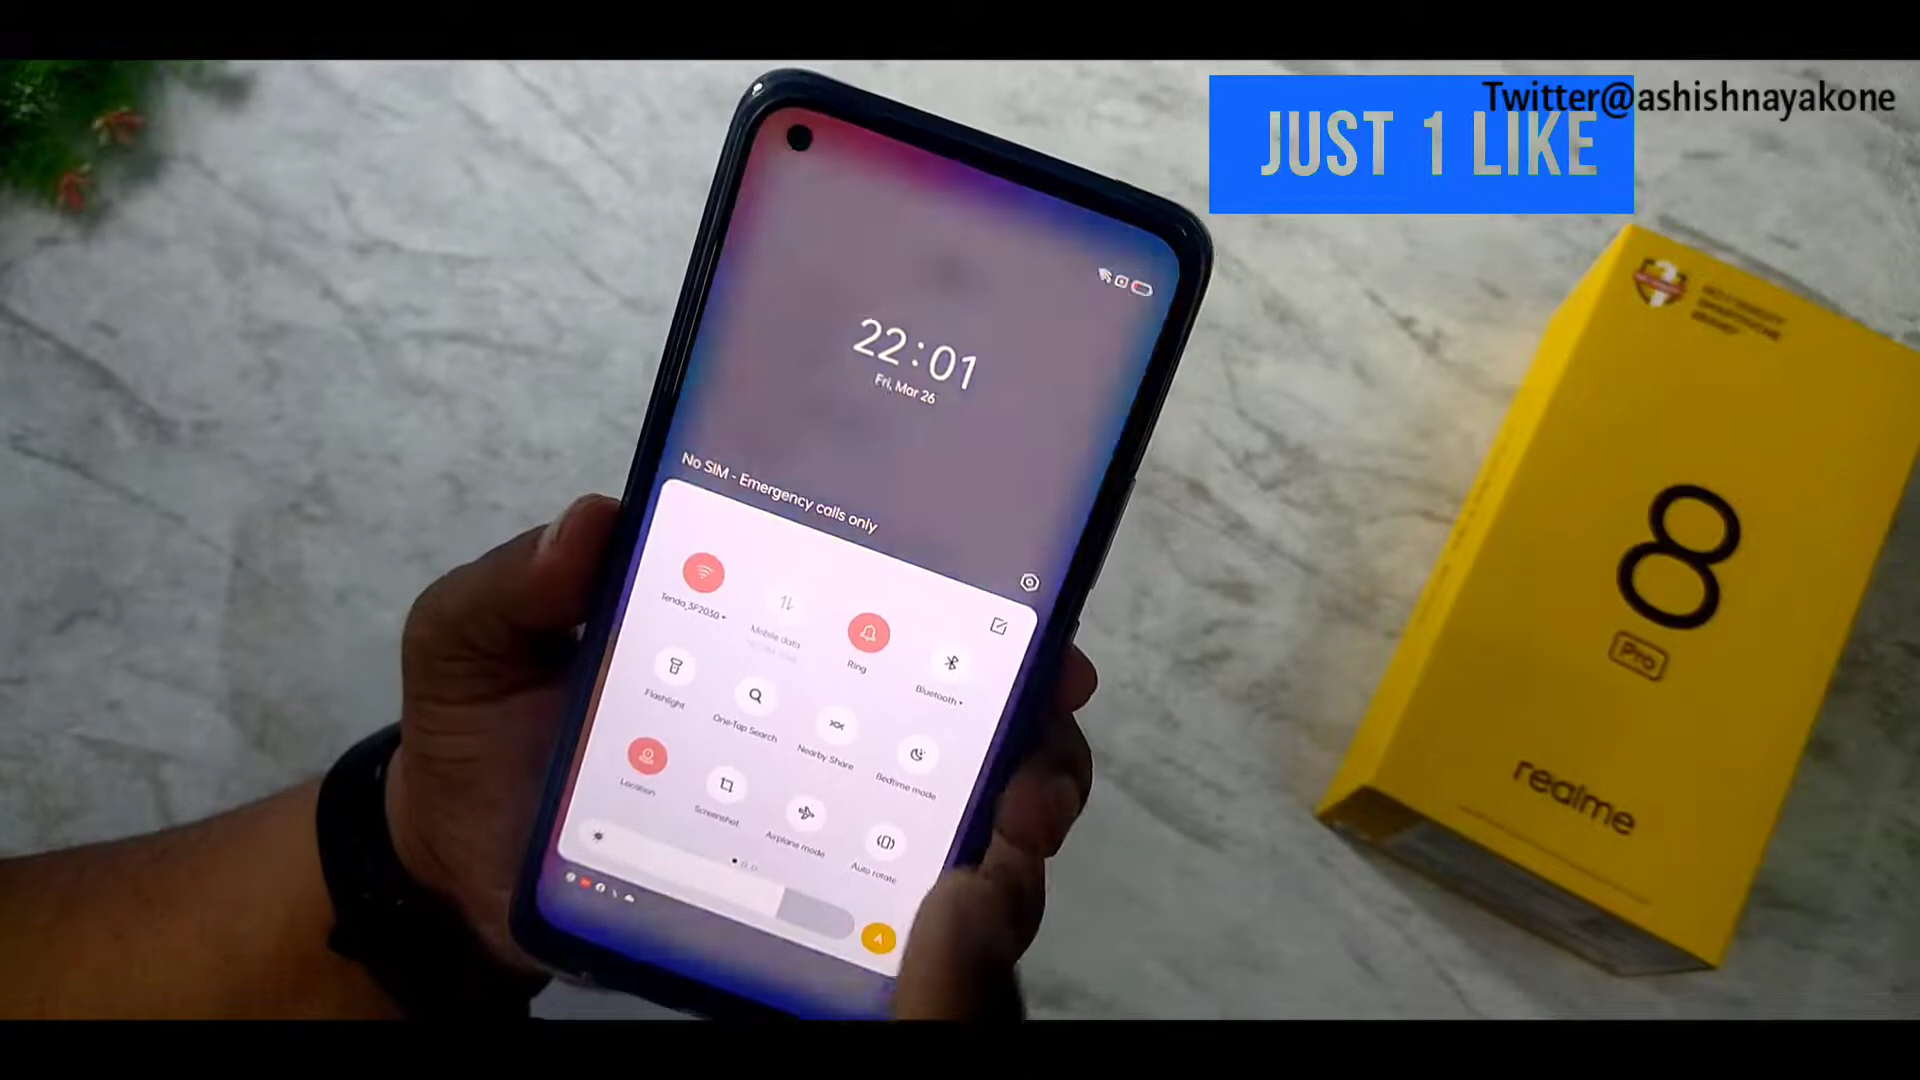 Twitter@ashishnayakone
JUST 1 LIKE
22:01
Fri, Mar 26
No SIM - Emergency calls only
Tenda_3F2030
Mobile data
Ring
Bluetooth
Flashlight
One-Tap Search
Nearby Share
Bedtime mode
Location
Screenshot
Airplane mode
Auto rotate
A
8
Pro
realme